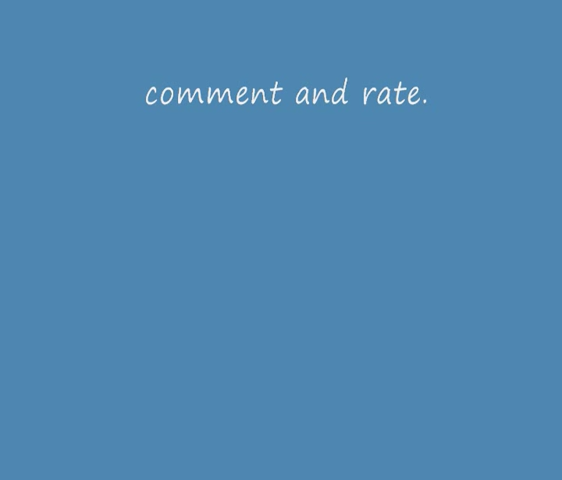 comment and rate.